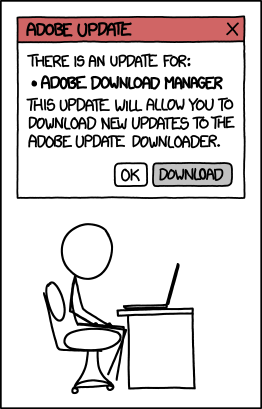 ADOBE UPDATE
THERE IS AN UPDATE FOR:
• ADOBE DOWNLOAD MANAGER
THIS UPDATE WILL ALLOW YOU TO
DOWNLOAD NEW UPDATES TO THE
ADOBE UPDATE DOWNLOADER.
OK DOWNLOAD